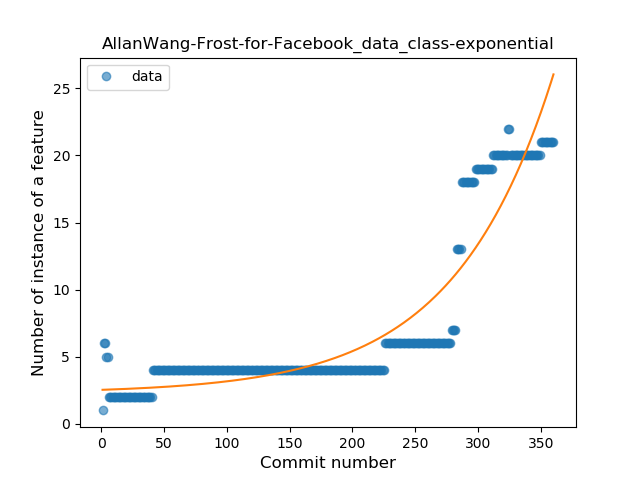 AllanWang-Frost-for-Facebook_data_class-exponential
data
Number of instance of a feature
25
20
15
10
5
0
0 50 100 150 200 250 300 350
Commit number